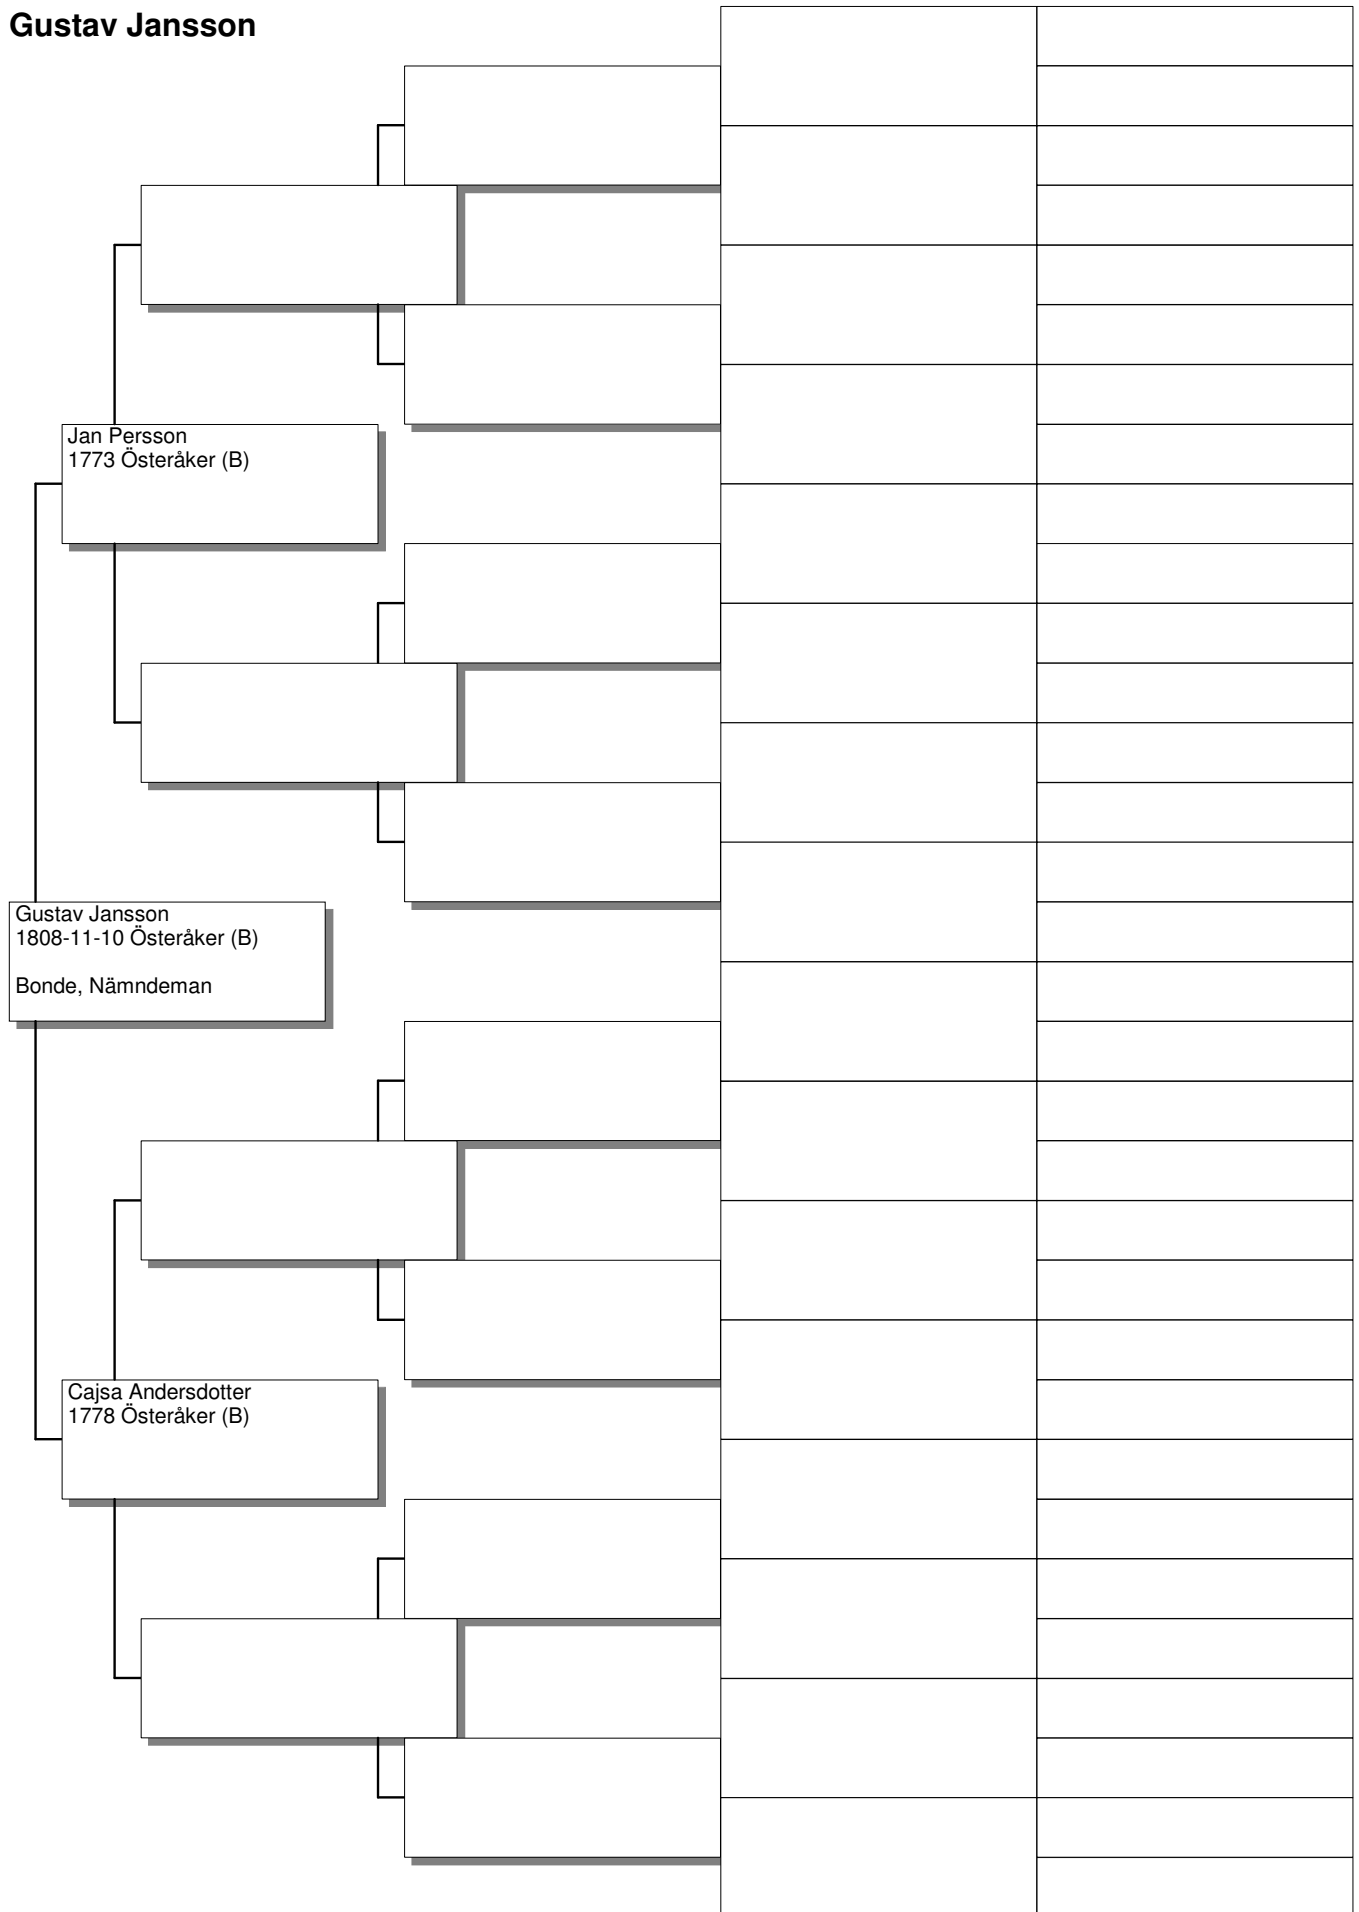 Gustav Jansson
Jan Persson
1773 Österåker (B)
Gustav Jansson
1808-11-10 Österåker (B)
Bonde, Nämndeman
Cajsa Andersdotter
1778 Österåker (B)